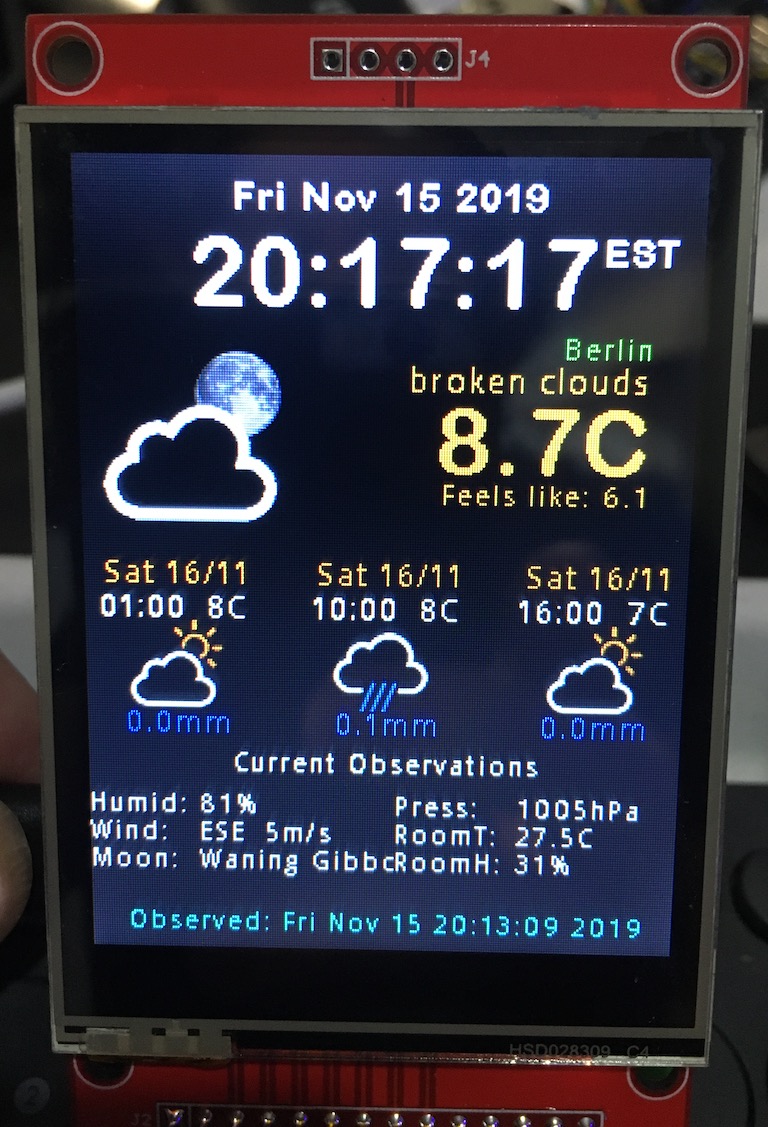 J4
Fri Nov 15 2019
20:17:17 EST
Berlin
broken clouds
8.7C
Feels like: 6.1
Sat 16/11 Sat 16/11 Sat 16/11
01:00 8C 10:00 8C 16:00 7C
0.0mm 0.1mm 0.0mm
Current Observations
Humid: 81% Press: 1005hPa
Wind: ESE 5m/s RoomT: 27.5C
Moon: Waning GibbcRoomH: 31%
Observed: Fri Nov 15 20:13:09 2019
HSD028309 C4
J2